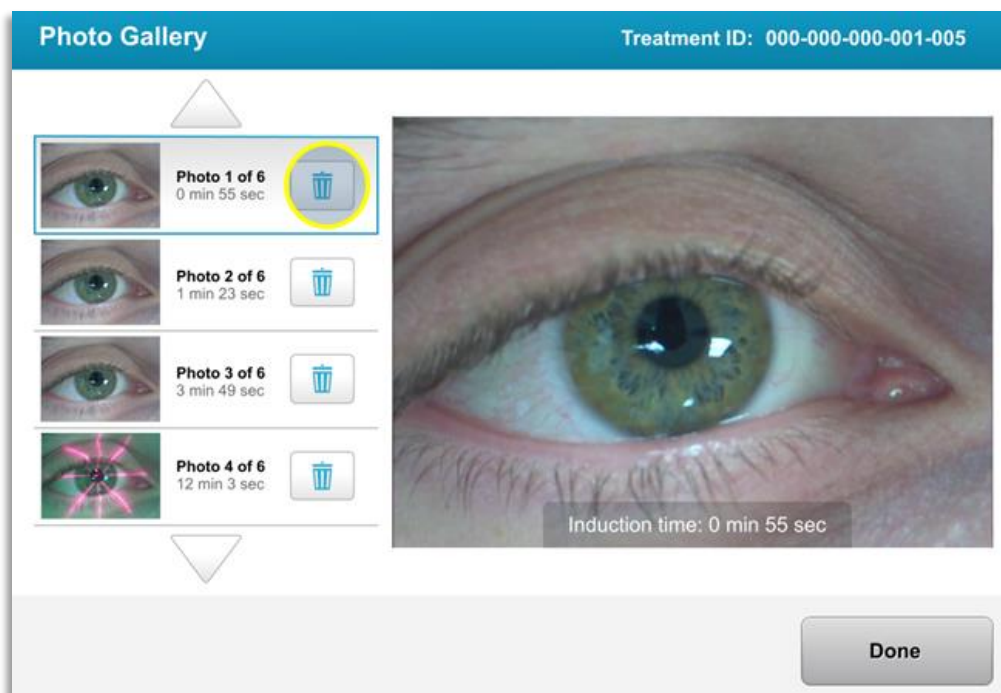 Photo Gallery
Treatment ID: 000-000-000-001-005
Photo 1 of 6
0 min 55 sec
Photo 2 of 6
1 min 23 sec
Photo 3 of 6
3 min 49 sec
Photo 4 of 6
12 min 3 sec
Induction time: 0 min 55 sec
Done